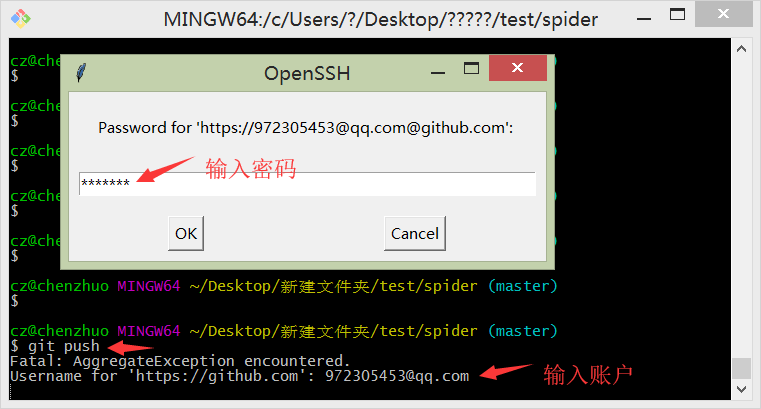 MINGW64:/c/Users/?/Desktop/?????/test/spider
cz@che
$
OpenSSH
cz@che
$
Password for 'https://972305453@qq.com@github.com':
cz@che
$
输入密码
*******
cz@che
$
OK
Cancel
cz@che
$
cz@chenzhuo MINGW64 ~/Desktop/新建文件夹/test/spider (master)
$
cz@chenzhuo MINGW64 ~/Desktop/新建文件夹/test/spider (master)
$ git push
Fatal: AggregateException encountered.
Username for 'https://github.com': 972305453@qq.com
输入账户